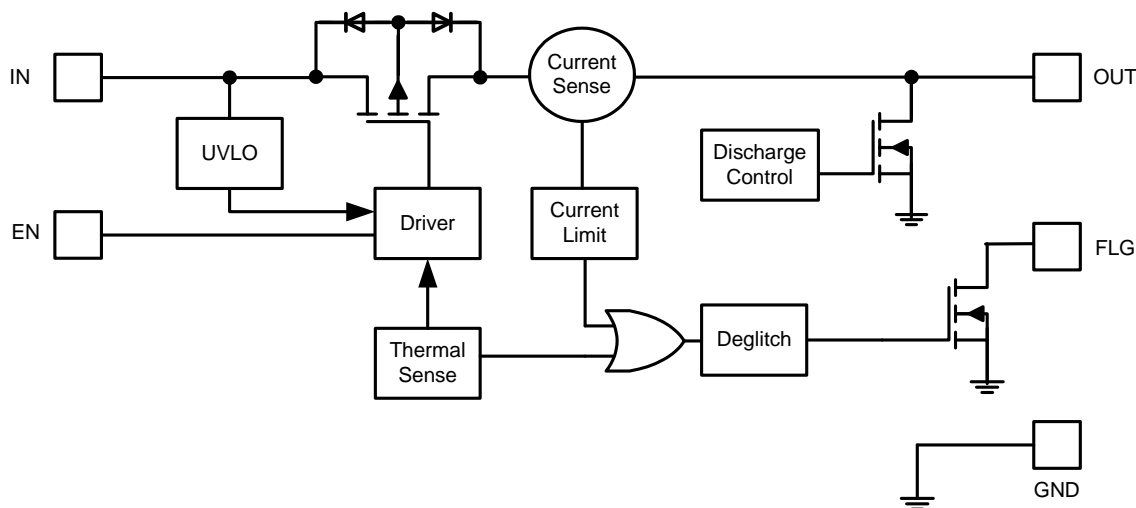 IN
Current
Sense
OUT
UVLO
Discharge
Control
EN
Driver
Current
Limit
FLG
Thermal
Sense
Deglitch
GND